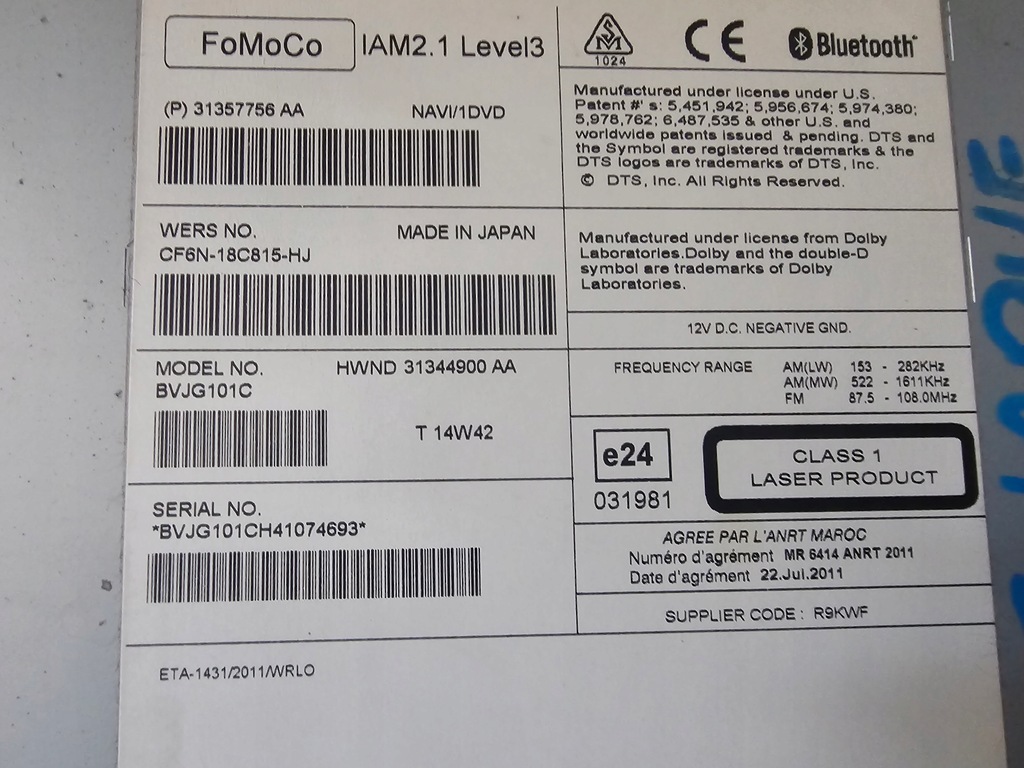 FoMoCo IAM2.1 Level3
(P) 31357756 AA NAVI/1DVD
WERS NO. MADE IN JAPAN
CF6N-18C815-HJ
MODEL NO. HWND 31344900 AA
BVJG101C
T 14W42
SERIAL NO.
*BVJG101CH41074693*
ETA-1431/2011/WRLO
SM
1024
CE
Bluetooth
Manufactured under license under U.S.
Patent #' s: 5,451,942; 5,956,674; 5,974,380;
5,978,762; 6,487,535 & other U.S. and
worldwide patents issued & pending. DTS and
the Symbol are registered trademarks & the
DTS logos are trademarks of DTS, Inc.
© DTS, Inc. All Rights Reserved.
Manufactured under license from Dolby
Laboratories.Dolby and the double-D
symbol are trademarks of Dolby
Laboratories.
12V D.C. NEGATIVE GND.
FREQUENCY RANGE AM(LW) 153 - 282KHz
AM(MW) 522 - 1611KHz
FM 87.5 - 108.0MHz
e24
031981
CLASS 1
LASER PRODUCT
AGREE PAR L'ANRT MAROC
Numéro d'agrément MR 6414 ANRT 2011
Date d'agrément 22.Jul.2011
SUPPLIER CODE : R9KWF